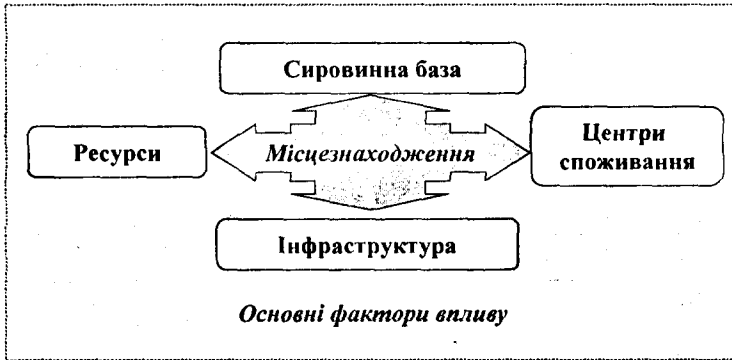 Сировинна база
Ресурси
Місцезнаходження
Центри
споживання
Інфраструктура
Основні фактори впливу